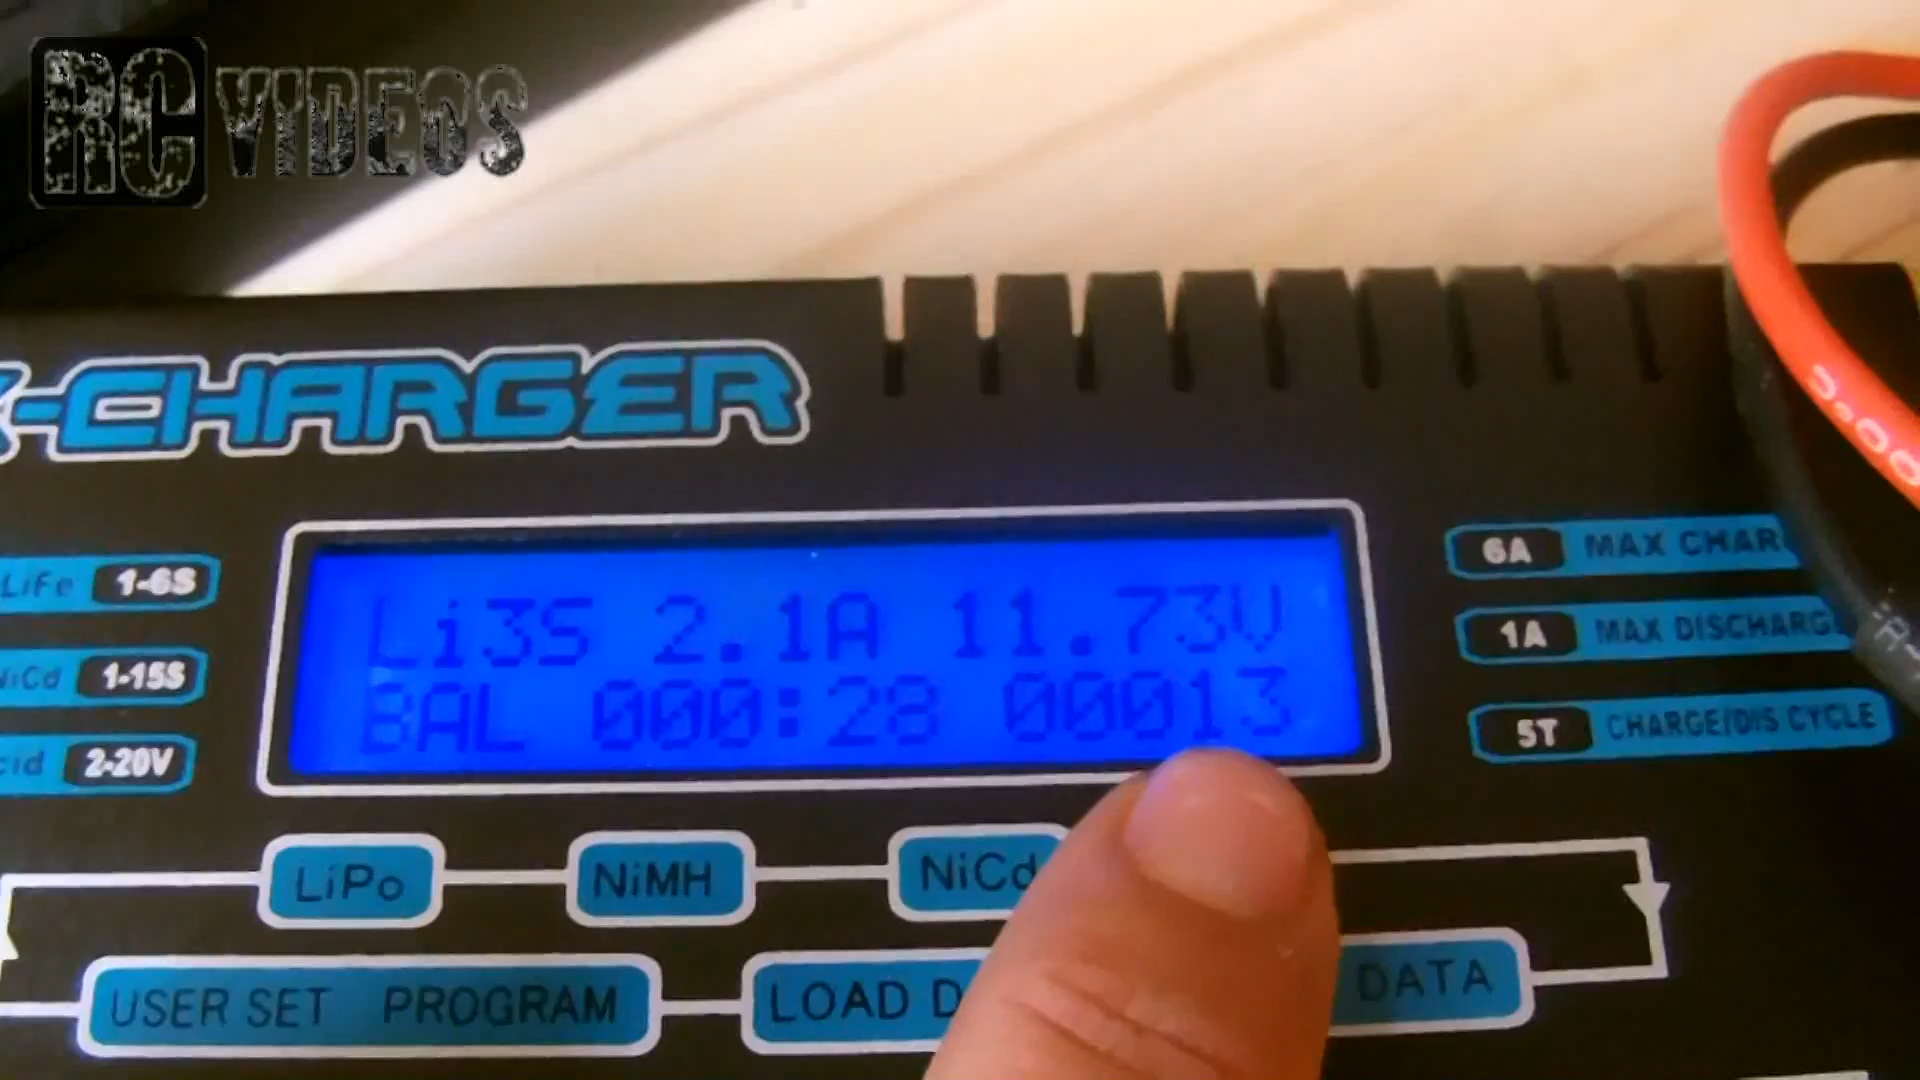 RC VIDEOS
-CHARGER
LiFe 1-6S
NiCd 1-15S
cid 2-20V
Li3S 2.1A 11.73V
BAL 000:28 00013
6A MAX CHAR
1A MAX DISCHARG
5T CHARGE/DIS CYCLE
LiPo NiMH NiCd
USER SET PROGRAM LOAD D DATA